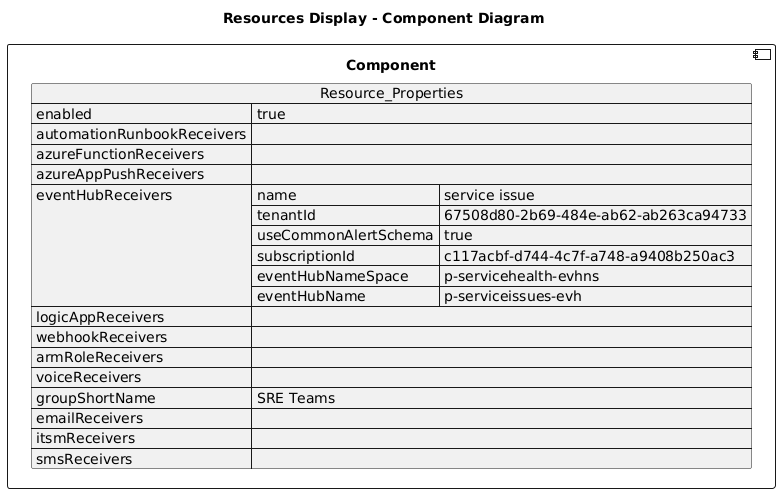 Resources Display - Component Diagram
Component
Resource_Properties
enabled true
automationRunbookReceivers
azureFunctionReceivers
azureAppPushReceivers
eventHubReceivers name service issue
tenantId 67508d80-2b69-484e-ab62-ab263ca94733
useCommonAlertSchema true
subscriptionId c117acbf-d744-4c7f-a748-a9408b250ac3
eventHubNameSpace p-servicehealth-evhns
eventHubName p-serviceissues-evh
logicAppReceivers
webhookReceivers
armRoleReceivers
voiceReceivers
groupShortName SRE Teams
emailReceivers
itsmReceivers
smsReceivers